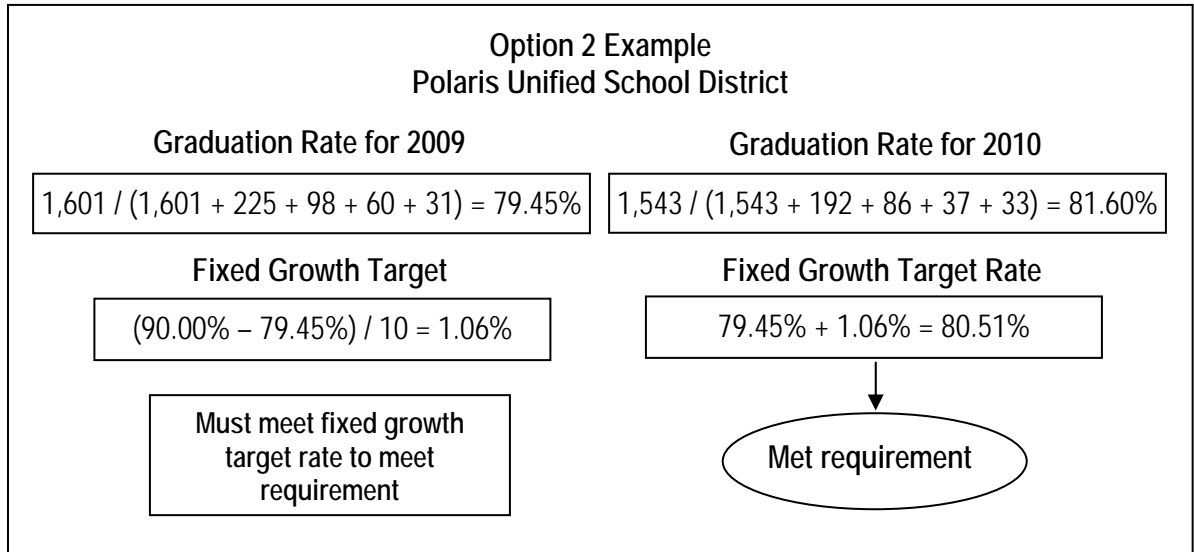 Option 2 Example
Polaris Unified School District
Graduation Rate for 2009
1,601 / (1,601 + 225 + 98 + 60 + 31) = 79.45%
Graduation Rate for 2010
1,543 / (1,543 + 192 + 86 + 37 + 33) = 81.60%
Fixed Growth Target
(90.00% – 79.45%) / 10 = 1.06%
Fixed Growth Target Rate
79.45% + 1.06% = 80.51%
Must meet fixed growth
target rate to meet
requirement
Met requirement